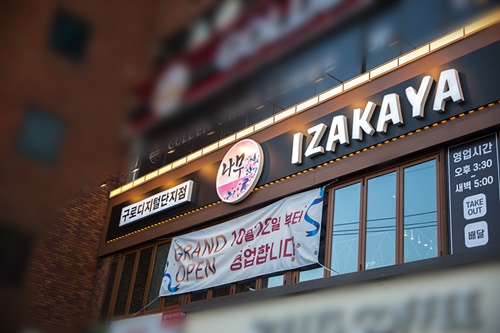 IZAKAYA
나무
구로디지털단지점
GRAND OPEN
10월 12일 부터
영업합니다.
영업시간
오후 3:30
~
새벽 5:00
TAKE
OUT
배달